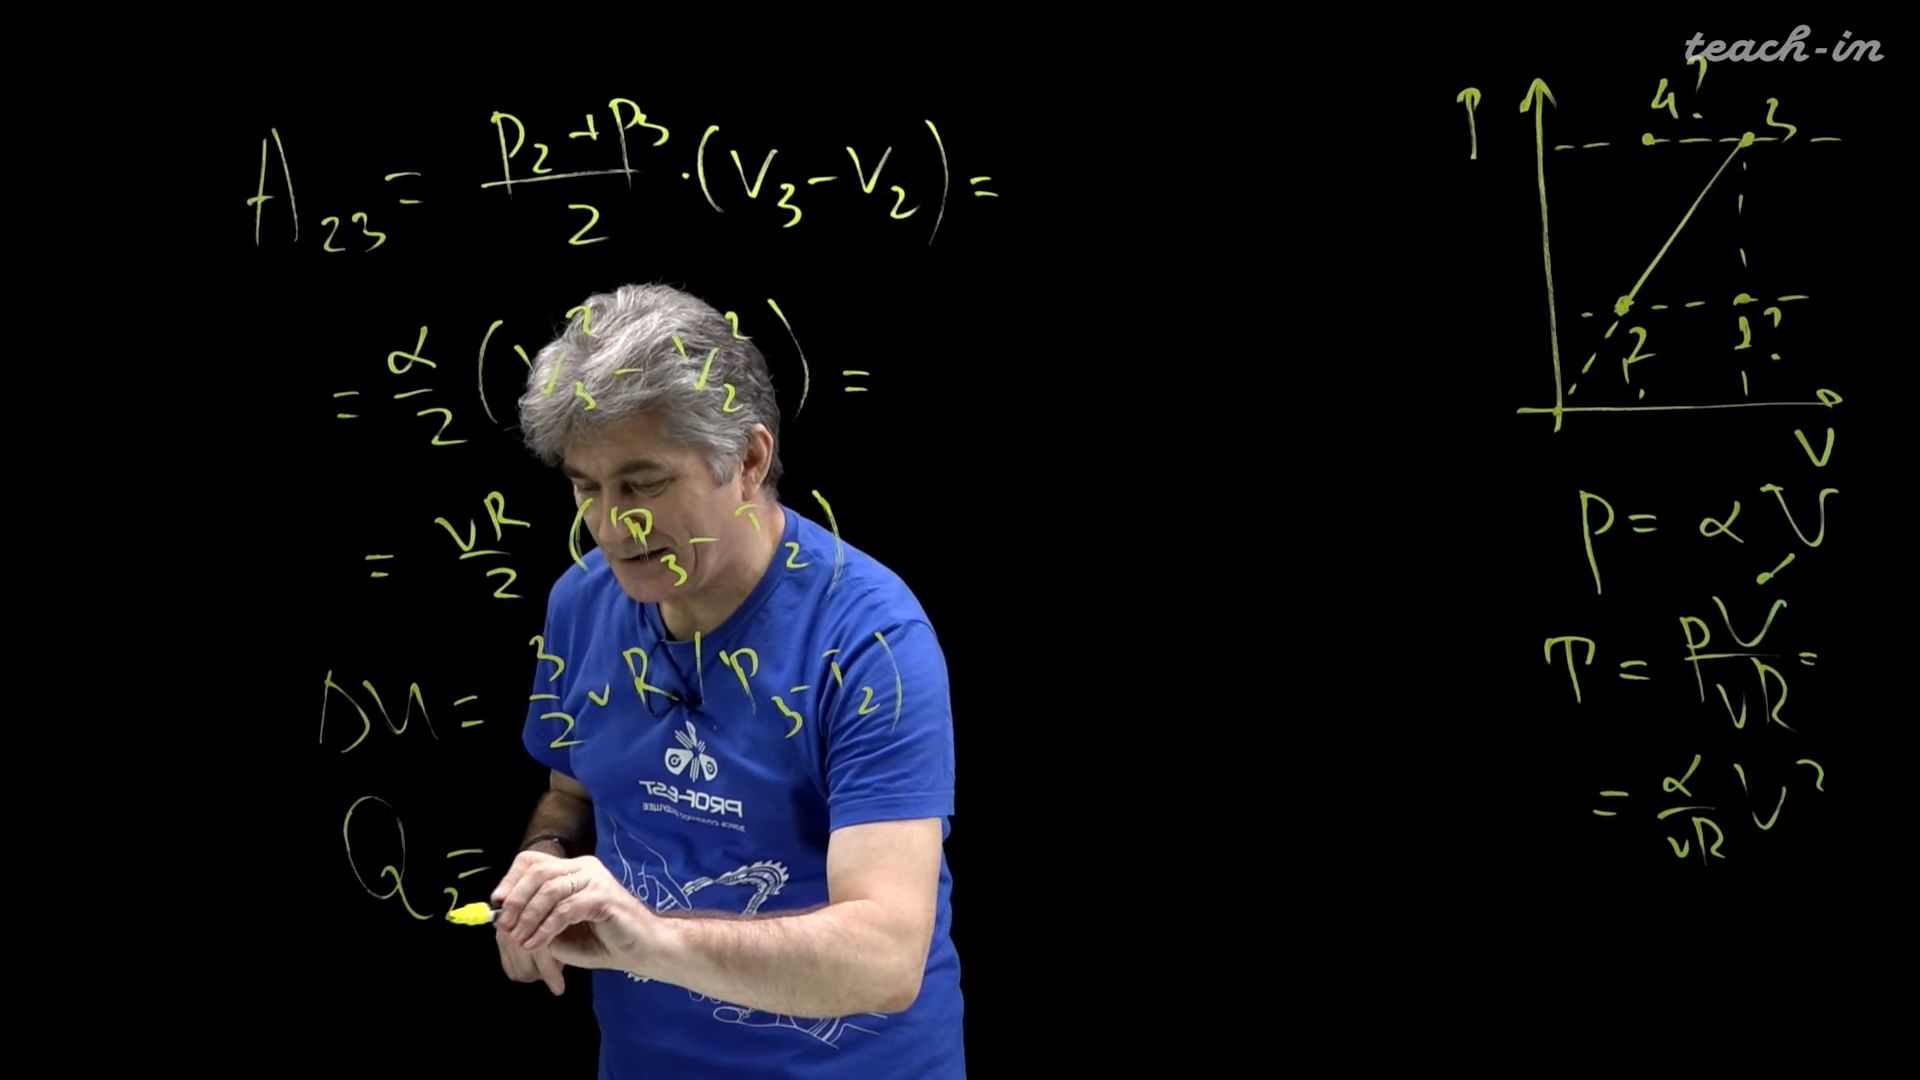 teach-in
A₂₃ = (p₂ + p₃)/2 · (V₃ − V₂) =
= α/2 (V₃² − V₂²) =
= νR/2 (T₃ − T₂)
ΔU = 3/2 νR (T₃ − T₂)
Q₂ =
PROF-EST
p
4?
3
2
1?
V
p = αV
T = pV/νR =
= α/νR V²